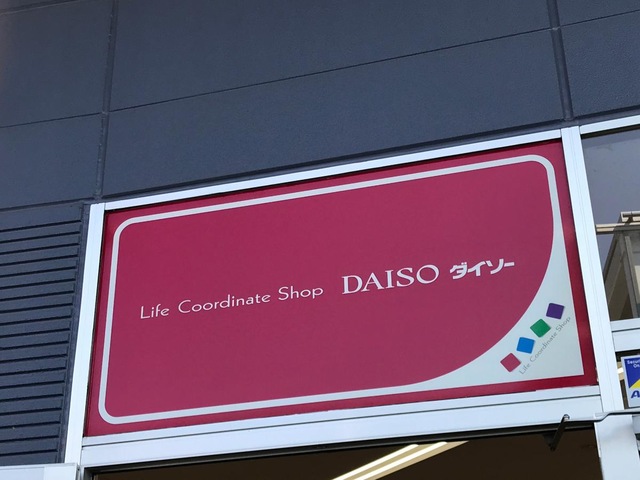 Life Coordinate Shop DAISO ダイソー
Life Coordinate Shop